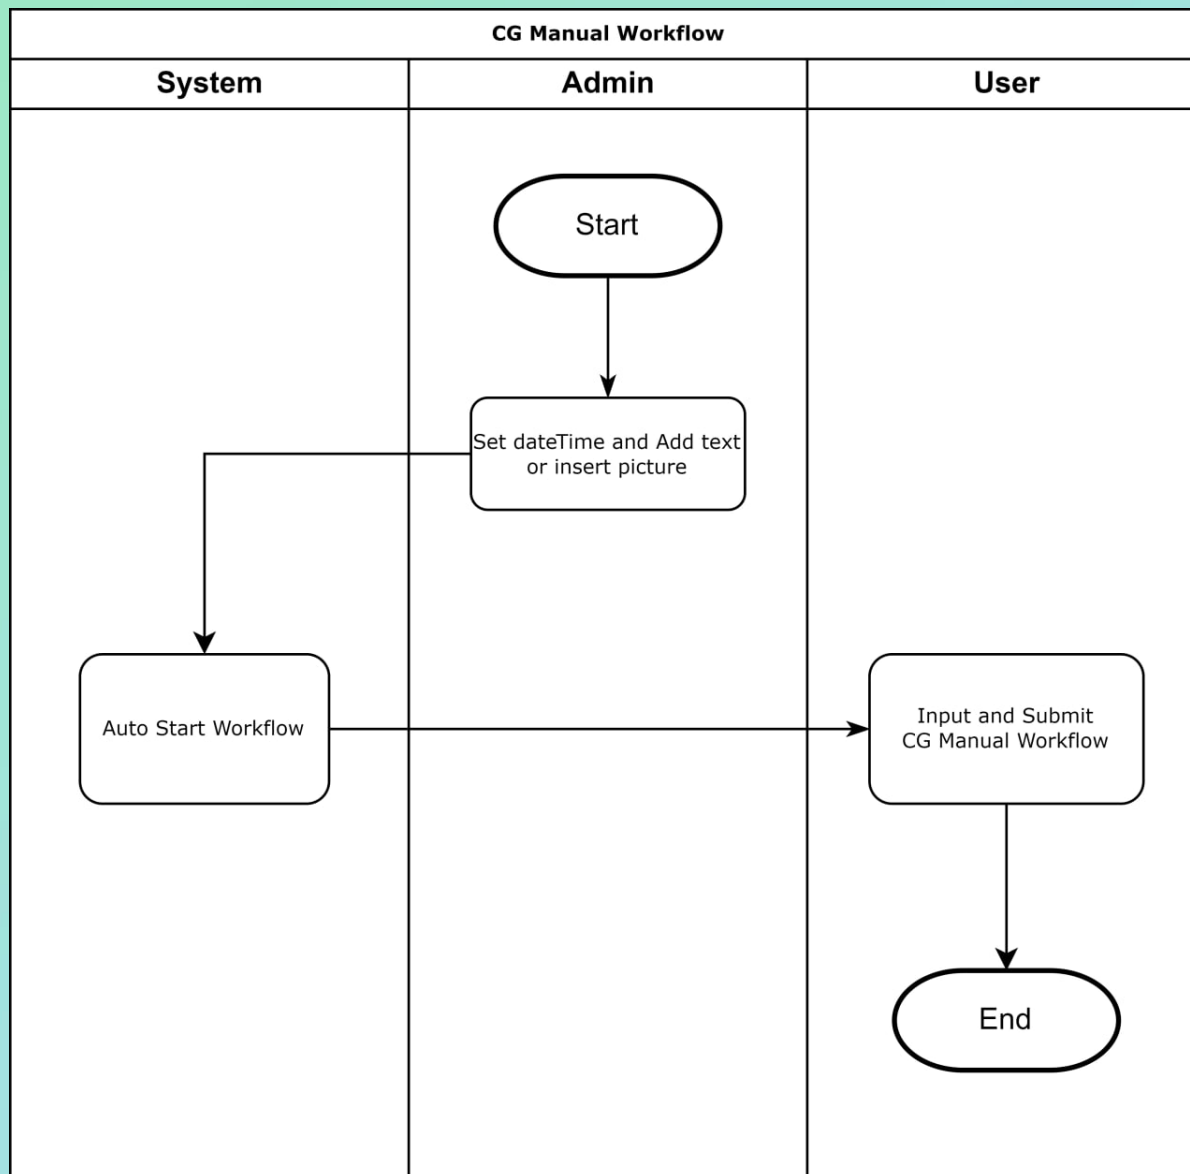 CG Manual Workflow
System
Admin
User
Start
Set dateTime and Add text
or insert picture
Auto Start Workflow
Input and Submit
CG Manual Workflow
End